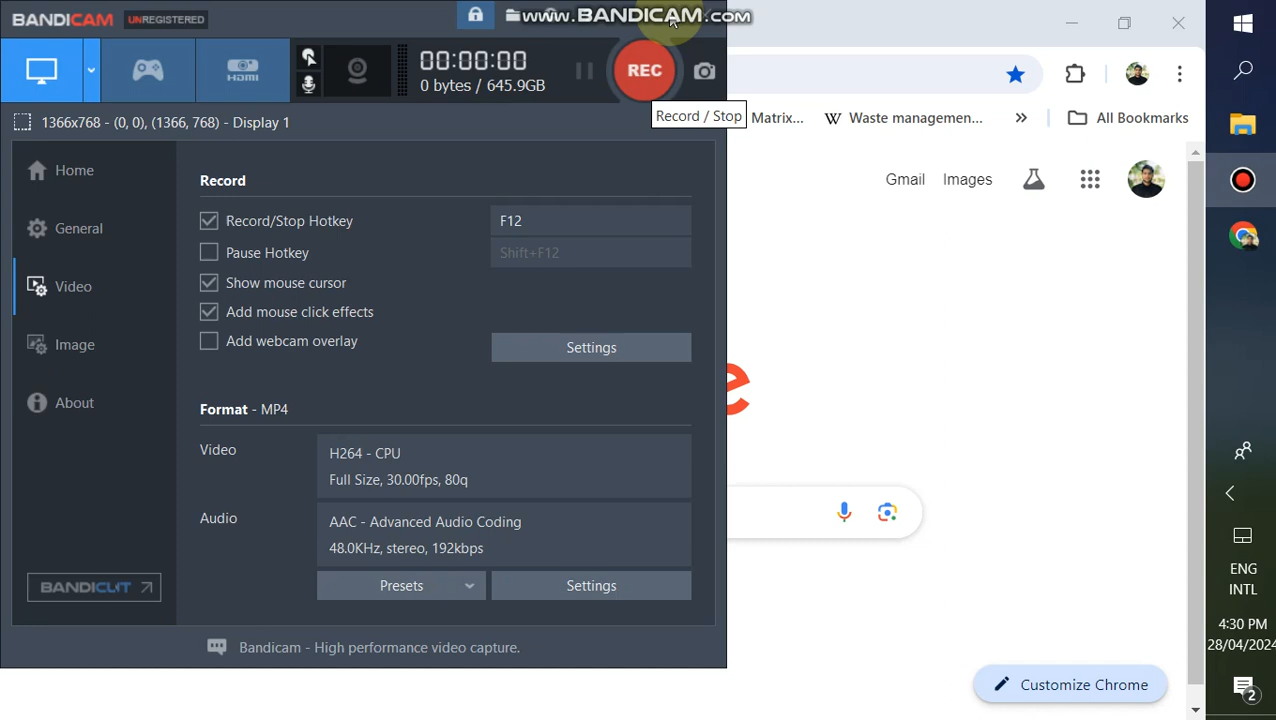 BANDICAM UNREGISTERED
www.BANDICAM.com
HDMI
00:00:00
0 bytes / 645.9GB
REC
Record / Stop
1366x768 - (0, 0), (1366, 768) - Display 1
Home
General
Video
Image
About
BANDICUT
Record
Record/Stop Hotkey F12
Pause Hotkey Shift+F12
Show mouse cursor
Add mouse click effects
Add webcam overlay
Settings
Format - MP4
Video
H264 - CPU
Full Size, 30.00fps, 80q
Audio
AAC - Advanced Audio Coding
48.0KHz, stereo, 192kbps
Presets Settings
Bandicam - High performance video capture.
Matrix... Waste managemen... » All Bookmarks
Gmail Images
e
Customize Chrome
ENG
INTL
4:30 PM
28/04/2024
2